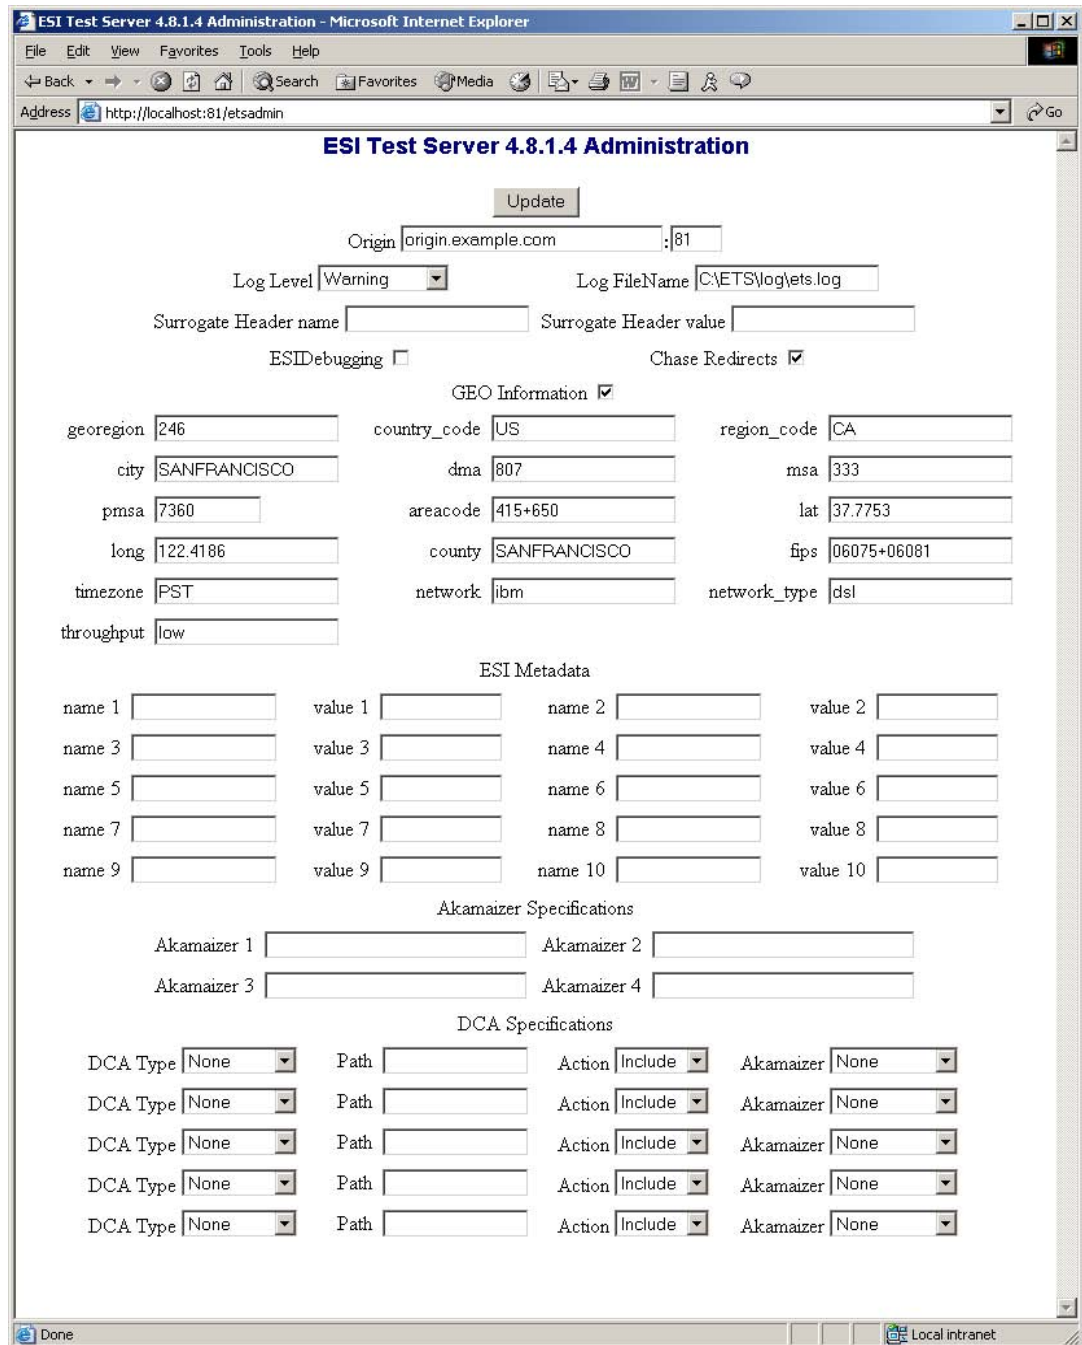 ESI Test Server 4.8.1.4 Administration - Microsoft Internet Explorer
File Edit View Favorites Tools Help
Back Search Favorites Media
Address http://localhost:81/etsadmin Go
ESI Test Server 4.8.1.4 Administration
Update
Origin origin.example.com : 81
Log Level Warning Log FileName C:\ETS\log\ets.log
Surrogate Header name Surrogate Header value
ESIDebugging Chase Redirects
GEO Information
georegion 246 country_code US region_code CA
city SANFRANCISCO dma 807 msa 333
pmsa 7360 areacode 415+650 lat 37.7753
long 122.4186 county SANFRANCISCO fips 06075+06081
timezone PST network ibm network_type dsl
throughput low
ESI Metadata
name 1 value 1 name 2 value 2
name 3 value 3 name 4 value 4
name 5 value 5 name 6 value 6
name 7 value 7 name 8 value 8
name 9 value 9 name 10 value 10
Akamaizer Specifications
Akamaizer 1 Akamaizer 2
Akamaizer 3 Akamaizer 4
DCA Specifications
DCA Type None Path Action Include Akamaizer None
DCA Type None Path Action Include Akamaizer None
DCA Type None Path Action Include Akamaizer None
DCA Type None Path Action Include Akamaizer None
DCA Type None Path Action Include Akamaizer None
Done Local intranet